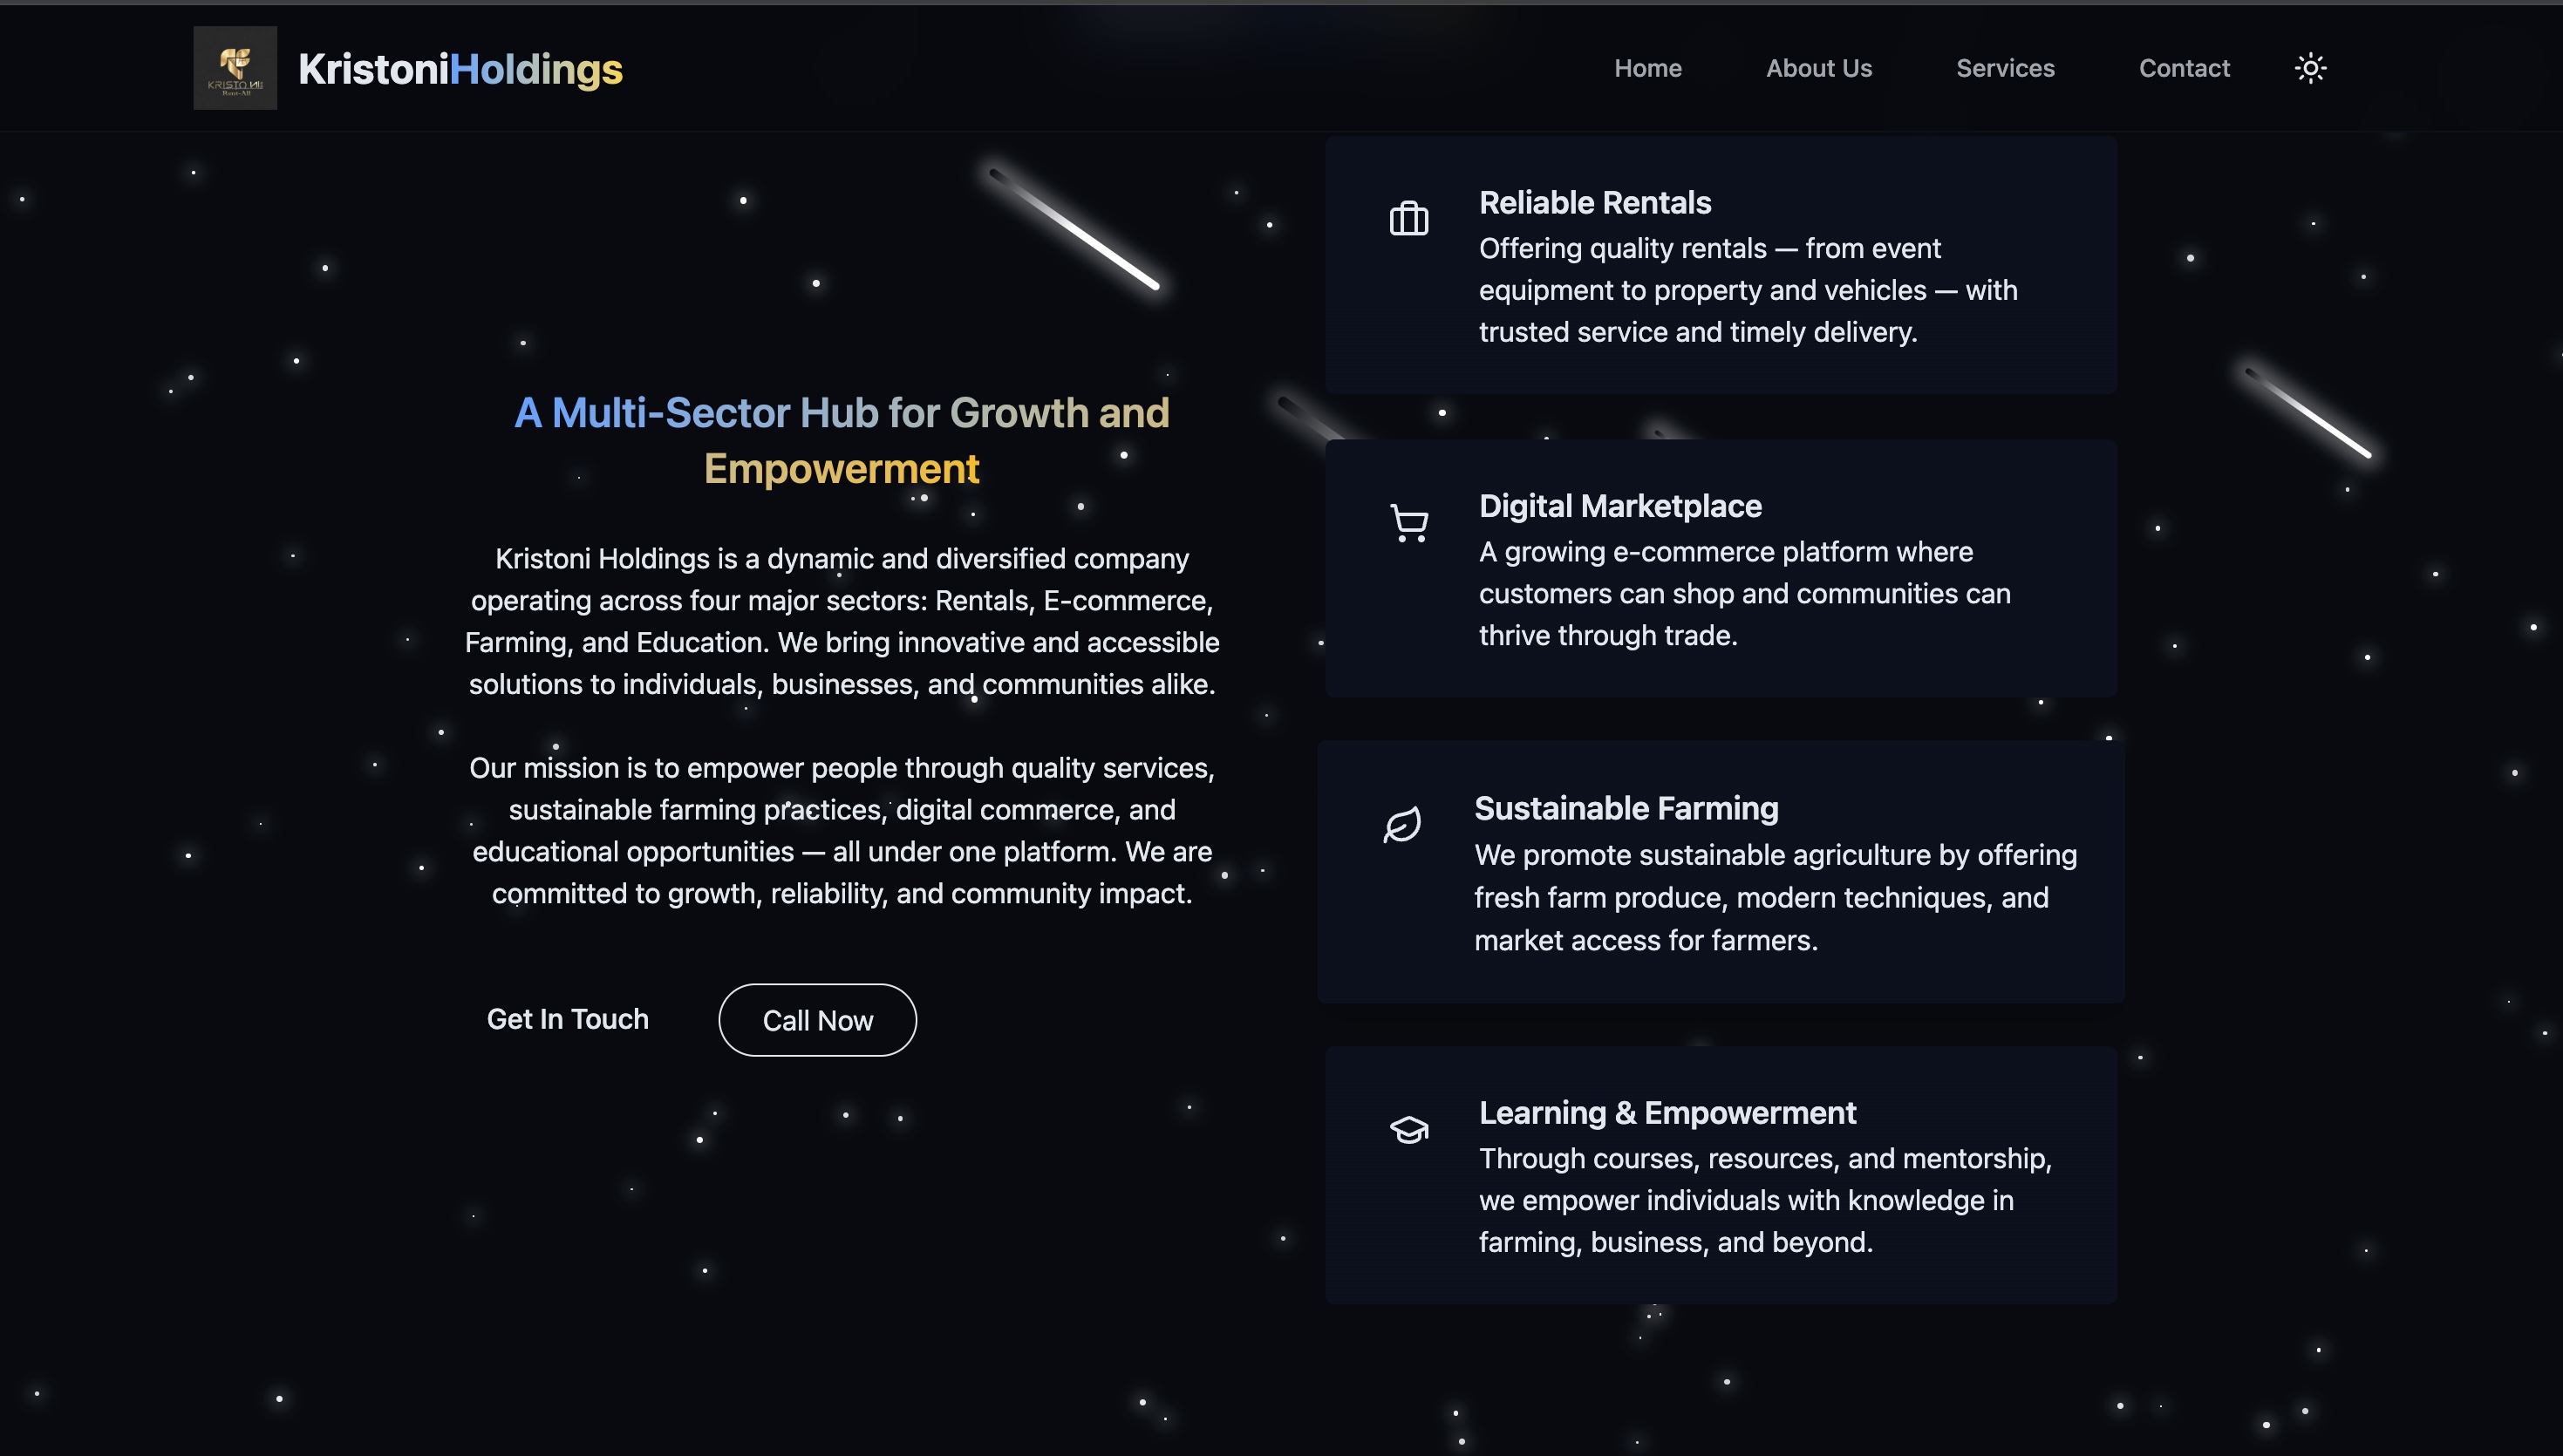 KristoniHoldings
Home
About Us
Services
Contact
A Multi-Sector Hub for Growth and
Empowerment
Kristoni Holdings is a dynamic and diversified company
operating across four major sectors: Rentals, E-commerce,
Farming, and Education. We bring innovative and accessible
solutions to individuals, businesses, and communities alike.
Our mission is to empower people through quality services,
sustainable farming practices, digital commerce, and
educational opportunities — all under one platform. We are
committed to growth, reliability, and community impact.
Get In Touch
Call Now
Reliable Rentals
Offering quality rentals — from event
equipment to property and vehicles — with
trusted service and timely delivery.
Digital Marketplace
A growing e-commerce platform where
customers can shop and communities can
thrive through trade.
Sustainable Farming
We promote sustainable agriculture by offering
fresh farm produce, modern techniques, and
market access for farmers.
Learning & Empowerment
Through courses, resources, and mentorship,
we empower individuals with knowledge in
farming, business, and beyond.